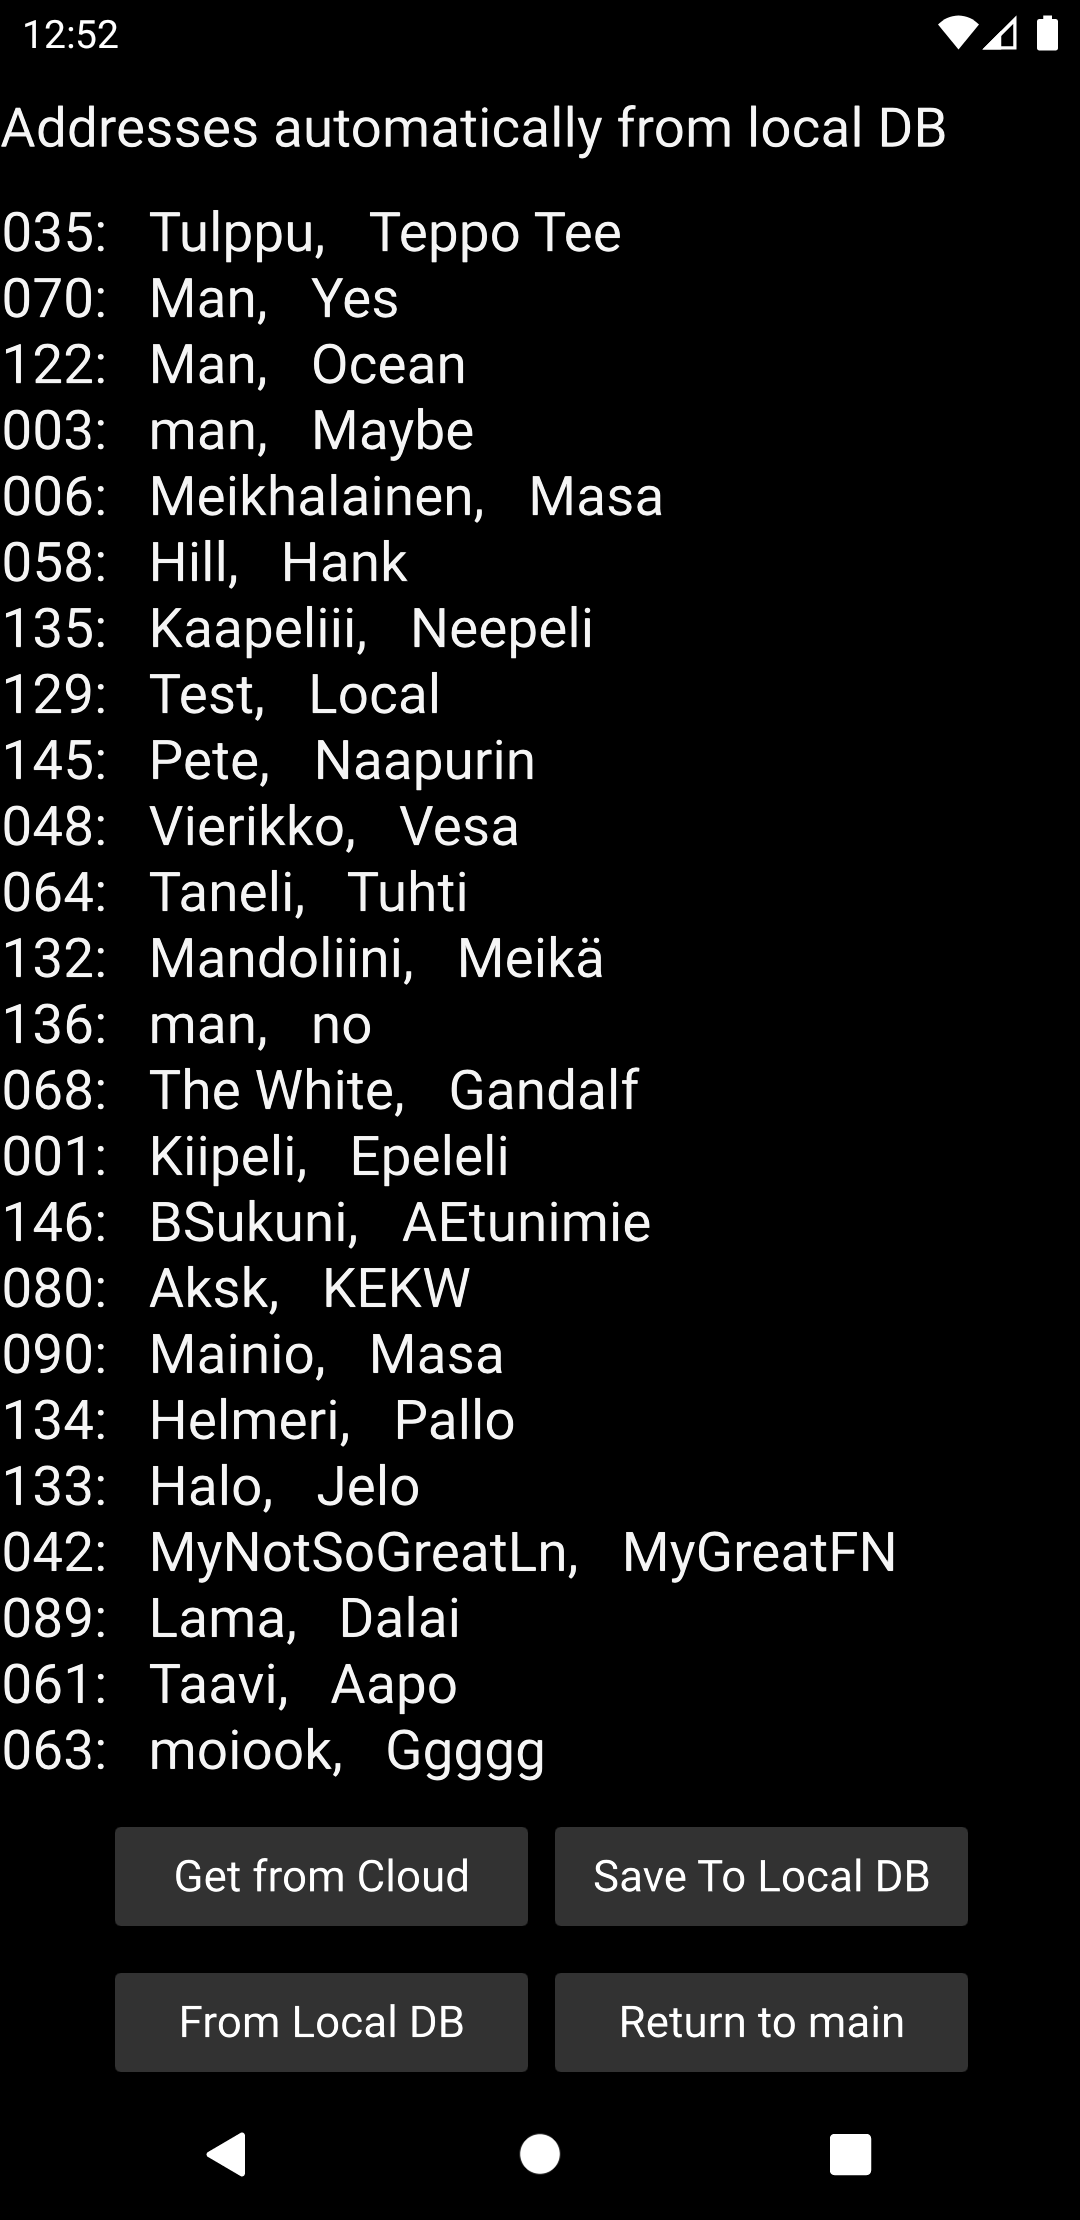 12:52
Addresses automatically from local DB
035: Tulppu, Teppo Tee
070: Man, Yes
122: Man, Ocean
003: man, Maybe
006: Meikhalainen, Masa
058: Hill, Hank
135: Kaapeliii, Neepeli
129: Test, Local
145: Pete, Naapurin
048: Vierikko, Vesa
064: Taneli, Tuhti
132: Mandoliini, Meikä
136: man, no
068: The White, Gandalf
001: Kiipeli, Epeleli
146: BSukuni, AEtunimie
080: Aksk, KEKW
090: Mainio, Masa
134: Helmeri, Pallo
133: Halo, Jelo
042: MyNotSoGreatLn, MyGreatFN
089: Lama, Dalai
061: Taavi, Aapo
063: moiook, Ggggg
Get from Cloud Save To Local DB
From Local DB Return to main